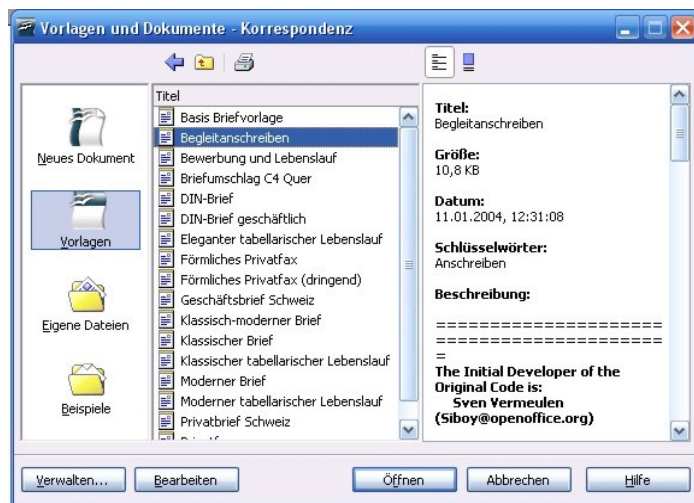 Vorlagen und Dokumente - Korrespondenz
Neues Dokument
Vorlagen
Eigene Dateien
Beispiele
Titel
Basis Briefvorlage
Begleitanschreiben
Bewerbung und Lebenslauf
Briefumschlag C4 Quer
DIN-Brief
DIN-Brief geschäftlich
Eleganter tabellarischer Lebenslauf
Förmliches Privatfax
Förmliches Privatfax (dringend)
Geschäftsbrief Schweiz
Klassisch-moderner Brief
Klassischer Brief
Klassischer tabellarischer Lebenslauf
Moderner Brief
Moderner tabellarischer Lebenslauf
Privatbrief Schweiz
Titel:
Begleitanschreiben
Größe:
10,8 KB
Datum:
11.01.2004, 12:31:08
Schlüsselwörter:
Anschreiben
Beschreibung:
======================
======================
=
The Initial Developer of the
Original Code is:
Sven Vermeulen
(Siboy@openoffice.org)
Verwalten...
Bearbeiten
Öffnen
Abbrechen
Hilfe